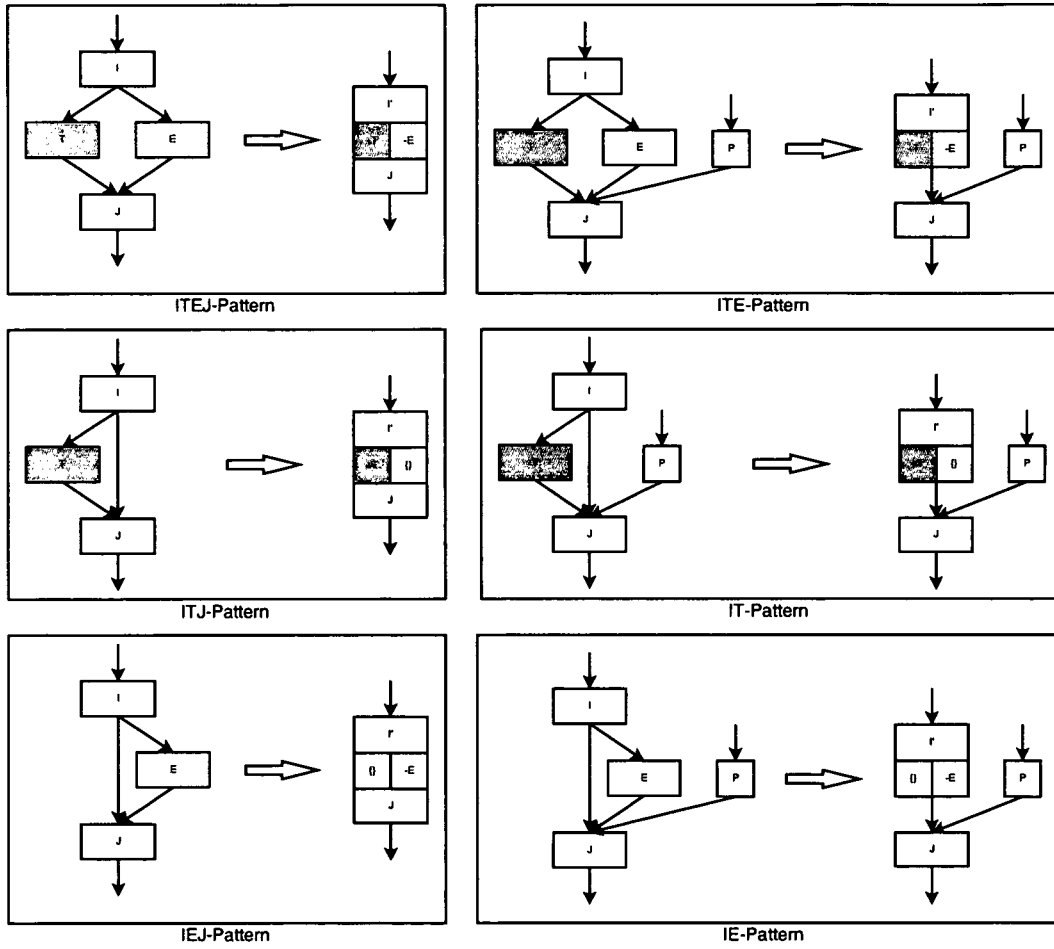 I
T
E
J
I'
-E
J
ITEJ-Pattern
I
E
P
J
I'
-E
P
J
ITE-Pattern
I
J
I'
{}
J
ITJ-Pattern
I
P
J
I'
{}
P
J
IT-Pattern
I
E
J
I'
{}
-E
J
IEJ-Pattern
I
E
P
J
I'
{}
-E
P
J
IE-Pattern